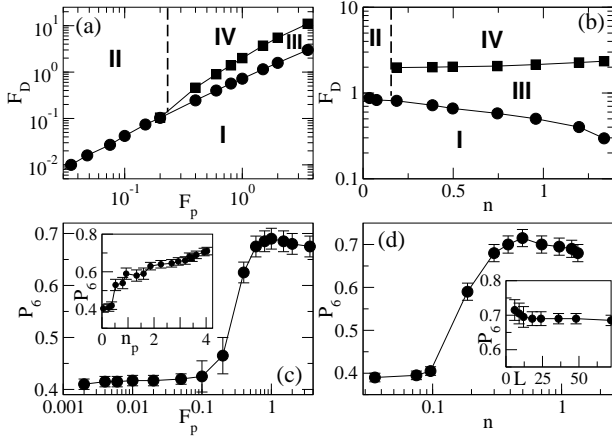 (a)
II
IV
III
I
F_D
10^1
10^0
10^-1
10^-2
10^-1
10^0
F_p
(b)
II
IV
III
I
F_D
10
1
0.1
0
0.5
1
n
(c)
P_6
0.7
0.6
0.5
0.4
0.001
0.01
0.1
1
F_p
P_6
0.8
0.6
0.4
0
1
2
3
4
n_p
(d)
P_6
0.7
0.6
0.5
0.4
0.1
1
n
P_6
0.7
0.6
0 L 25 50